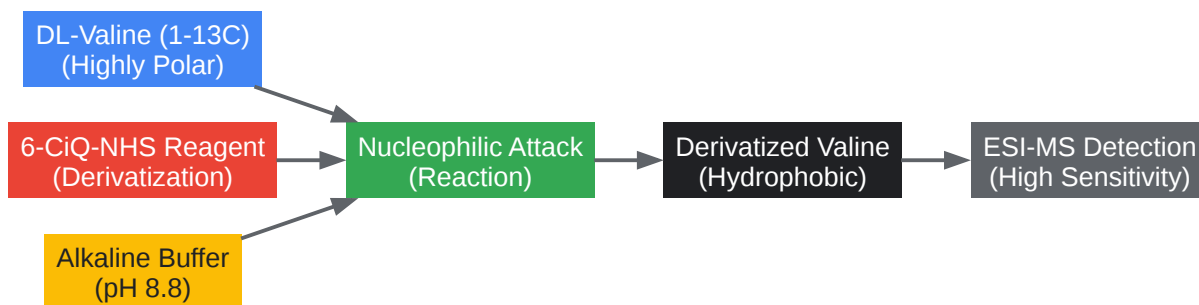 DL-Valine (1-13C)
(Highly Polar)
6-CiQ-NHS Reagent
(Derivatization)
Alkaline Buffer
(pH 8.8)
Nucleophilic Attack
(Reaction)
Derivatized Valine
(Hydrophobic)
ESI-MS Detection
(High Sensitivity)